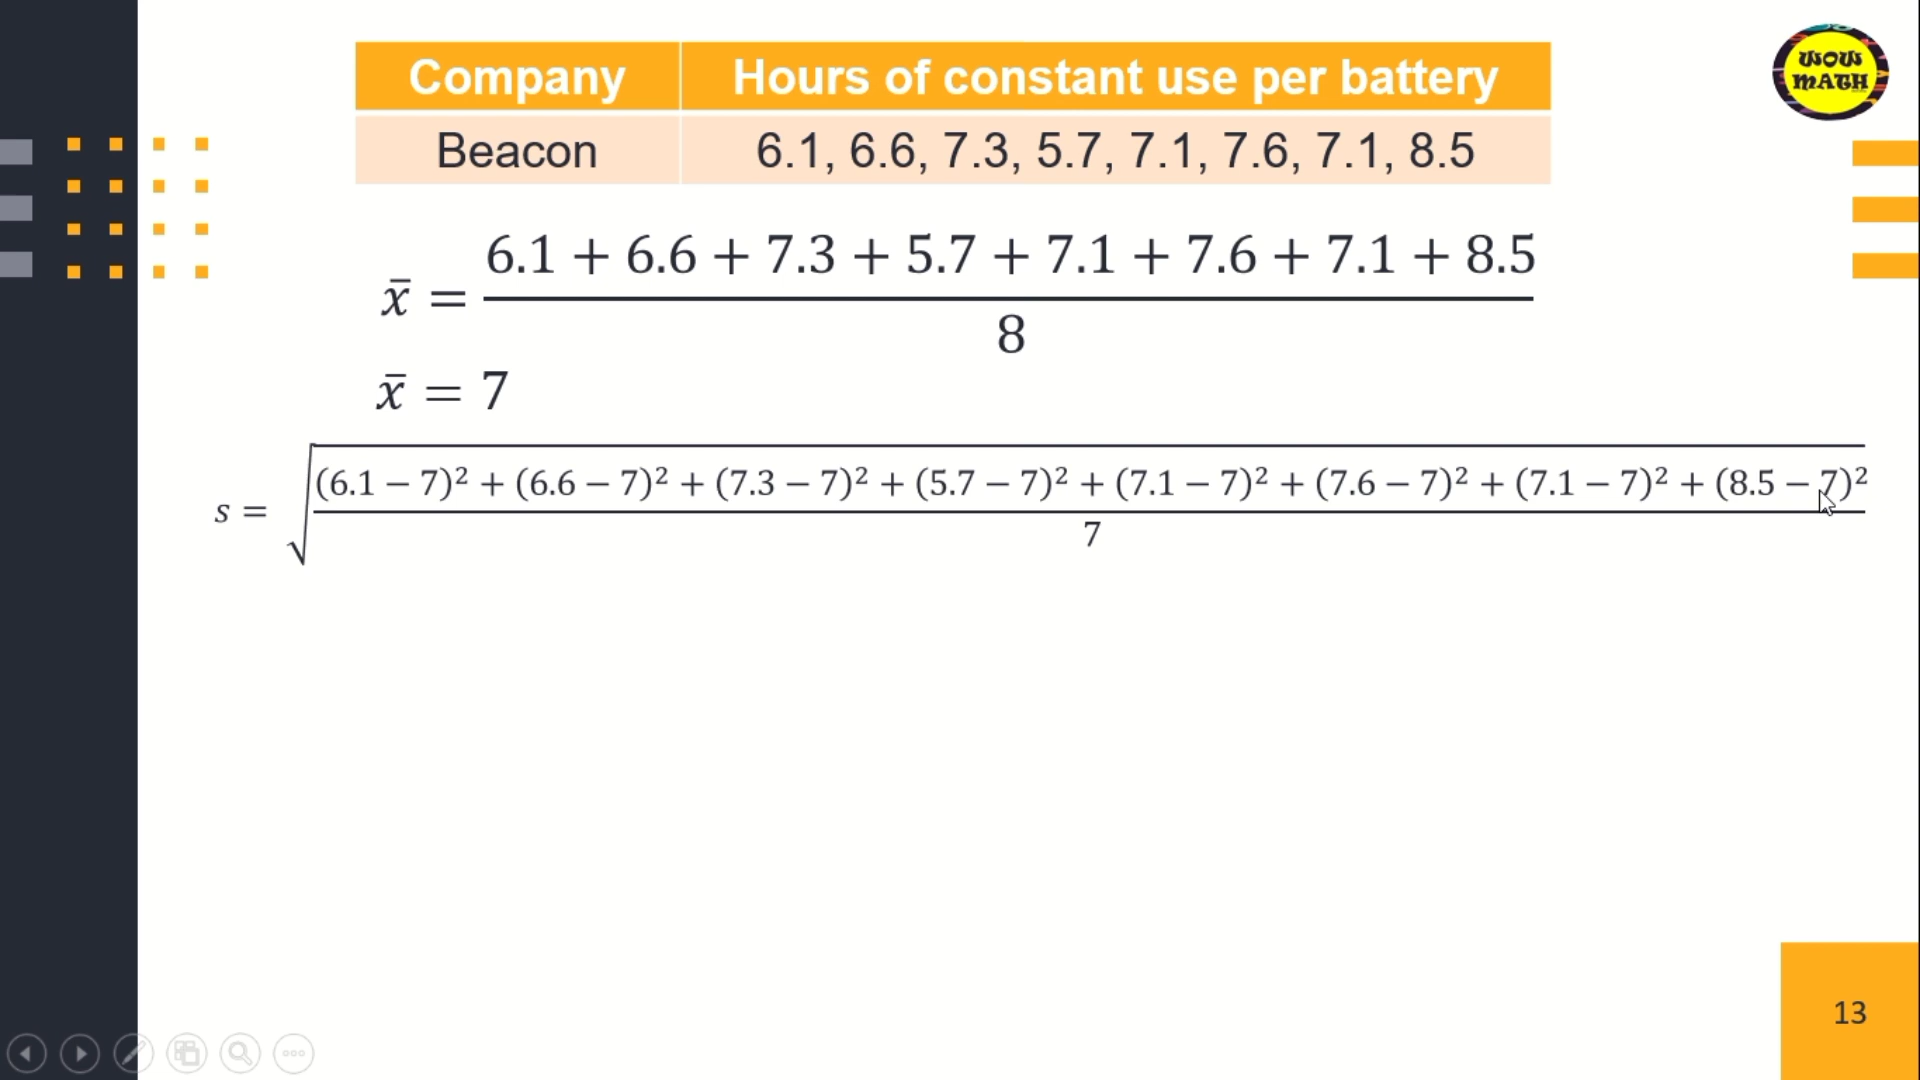 WOW
MATH
Company Hours of constant use per battery
Beacon 6.1, 6.6, 7.3, 5.7, 7.1, 7.6, 7.1, 8.5
x̄ = (6.1 + 6.6 + 7.3 + 5.7 + 7.1 + 7.6 + 7.1 + 8.5) / 8
x̄ = 7
s = √(((6.1 − 7)² + (6.6 − 7)² + (7.3 − 7)² + (5.7 − 7)² + (7.1 − 7)² + (7.6 − 7)² + (7.1 − 7)² + (8.5 − 7)²) / 7)
13